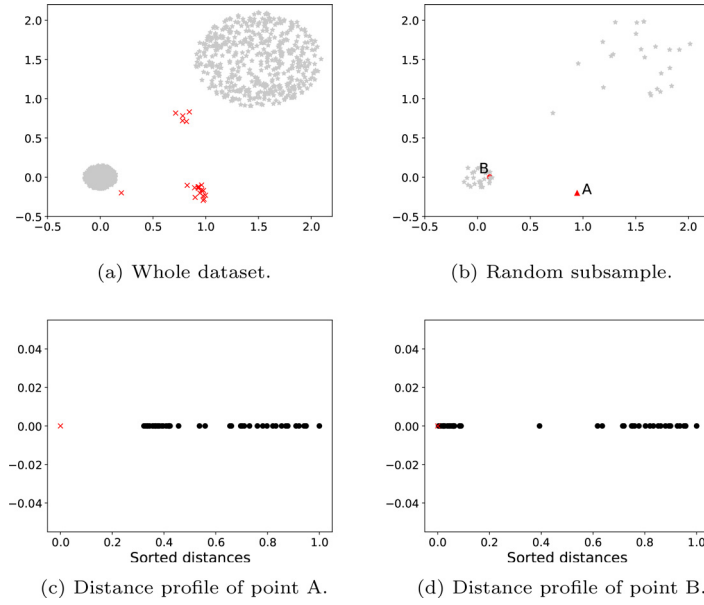 2.0
1.5
1.0
0.5
0.0
−0.5
0.0 0.5 1.0 1.5 2.0
(a) Whole dataset.
2.0
1.5
1.0
0.5
0.0
−0.5
B
A
0.0 0.5 1.0 1.5 2.0
(b) Random subsample.
0.04
0.02
0.00
−0.02
−0.04
0.0 0.2 0.4 0.6 0.8 1.0
Sorted distances
(c) Distance profile of point A.
0.04
0.02
0.00
−0.02
−0.04
0.0 0.2 0.4 0.6 0.8 1.0
Sorted distances
(d) Distance profile of point B.